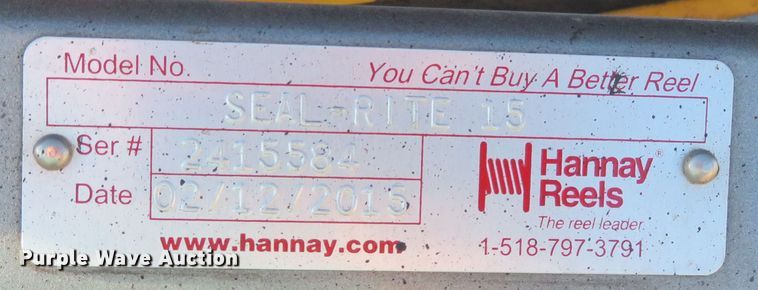 Model No.
You Can't Buy A Better Reel
SEAL-RITE 15
Ser # 2415584
Date 02/12/2015
Hannay®
Reels
The reel leader.
www.hannay.com
1-518-797-3791
Purple Wave Auction